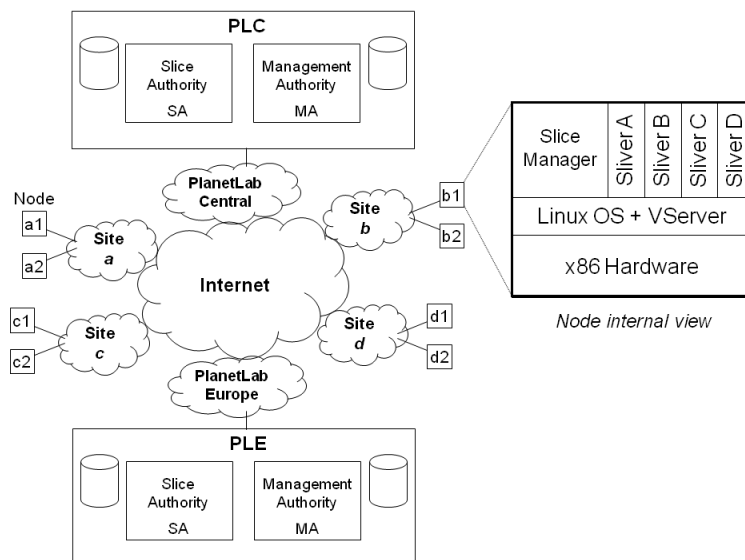 PLC
Slice
Authority
SA
Management
Authority
MA
PlanetLab
Central
Node
a1
a2
Site
a
Site
b
b1
b2
Internet
c1
c2
Site
c
Site
d
d1
d2
PlanetLab
Europe
PLE
Slice
Authority
SA
Management
Authority
MA
Slice
Manager
Sliver A
Sliver B
Sliver C
Sliver D
Linux OS + VServer
x86 Hardware
Node internal view